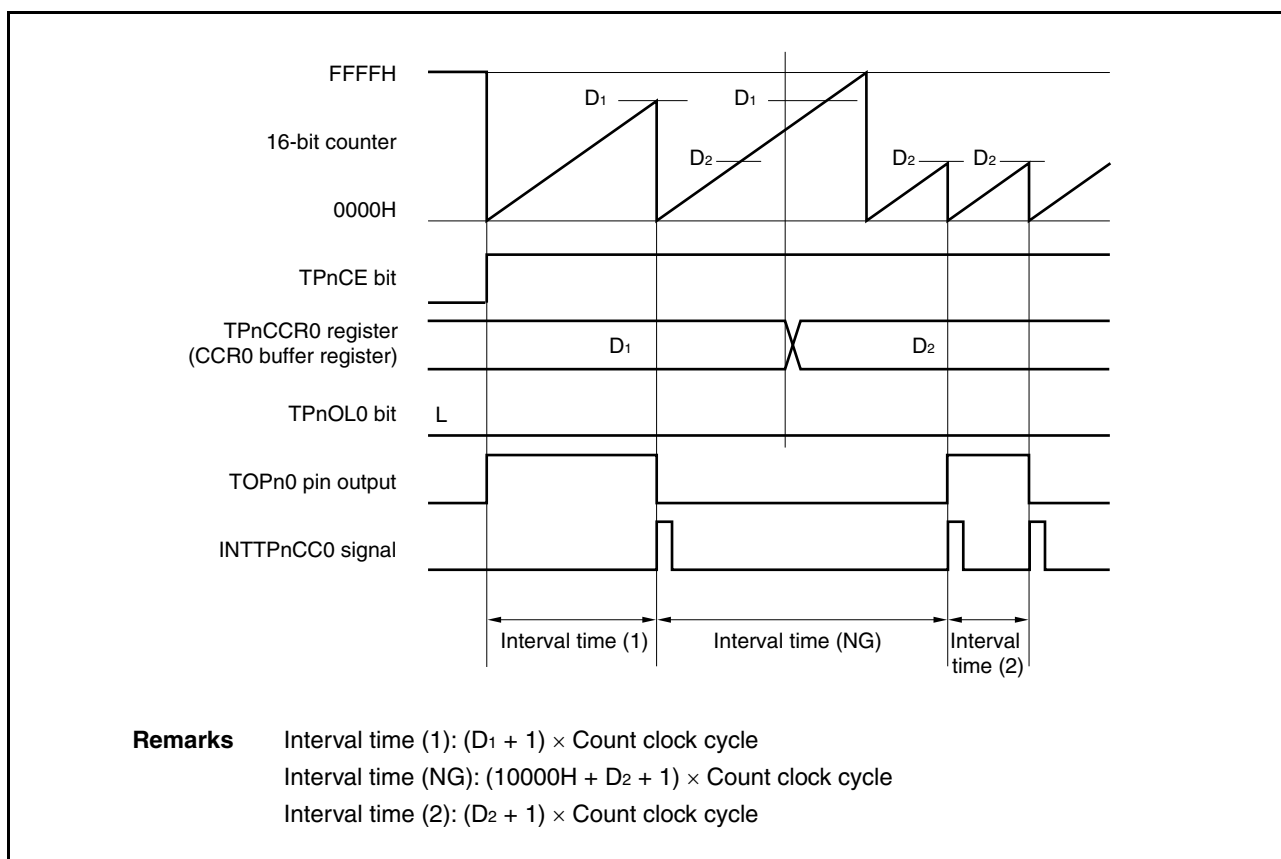 FFFFH
D1
D1
16-bit counter
D2
D2
D2
0000H
TPnCE bit
TPnCCR0 register
(CCR0 buffer register)
D1
D2
TPnOL0 bit
L
TOPn0 pin output
INTTPnCC0 signal
Interval time (1)
Interval time (NG)
Interval
time (2)
Remarks Interval time (1): (D1 + 1) × Count clock cycle
Interval time (NG): (10000H + D2 + 1) × Count clock cycle
Interval time (2): (D2 + 1) × Count clock cycle